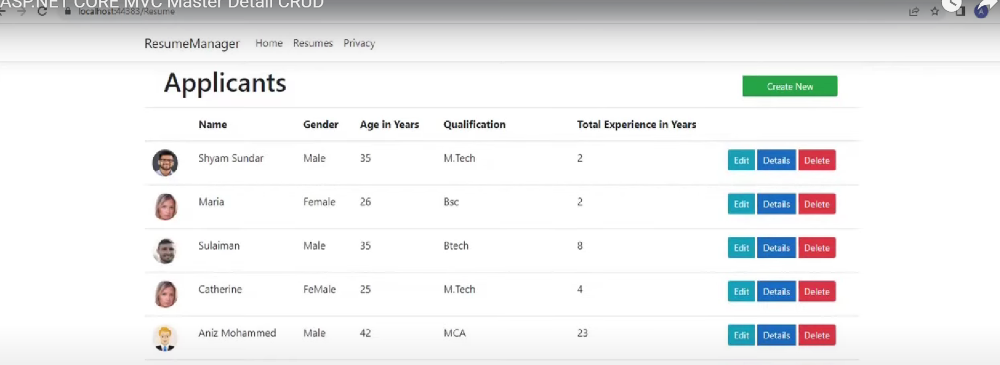 ASP.NET CORE MVC Master Detail CRUD
localhost:44383/Resume
A
ResumeManager Home Resumes Privacy
Applicants
Create New
Name Gender Age in Years Qualification Total Experience in Years
Shyam Sundar Male 35 M.Tech 2 Edit Details Delete
Maria Female 26 Bsc 2 Edit Details Delete
Sulaiman Male 35 Btech 8 Edit Details Delete
Catherine FeMale 25 M.Tech 4 Edit Details Delete
Aniz Mohammed Male 42 MCA 23 Edit Details Delete